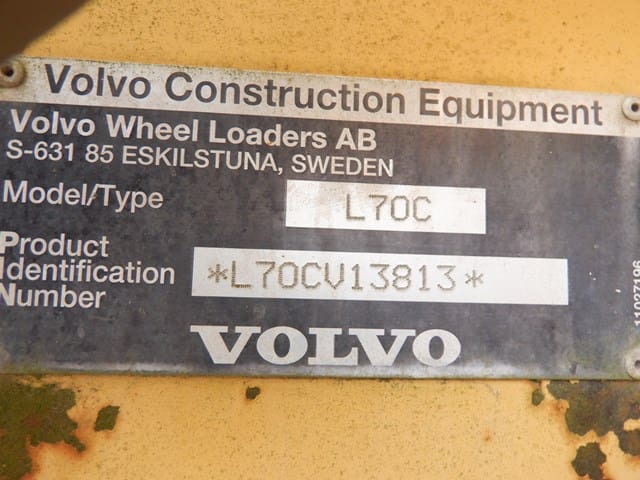 Volvo Construction Equipment
Volvo Wheel Loaders AB
S-631 85 ESKILSTUNA, SWEDEN
Model/Type L70C
Product
Identification
Number
*L70CV13813*
VOLVO
11027196